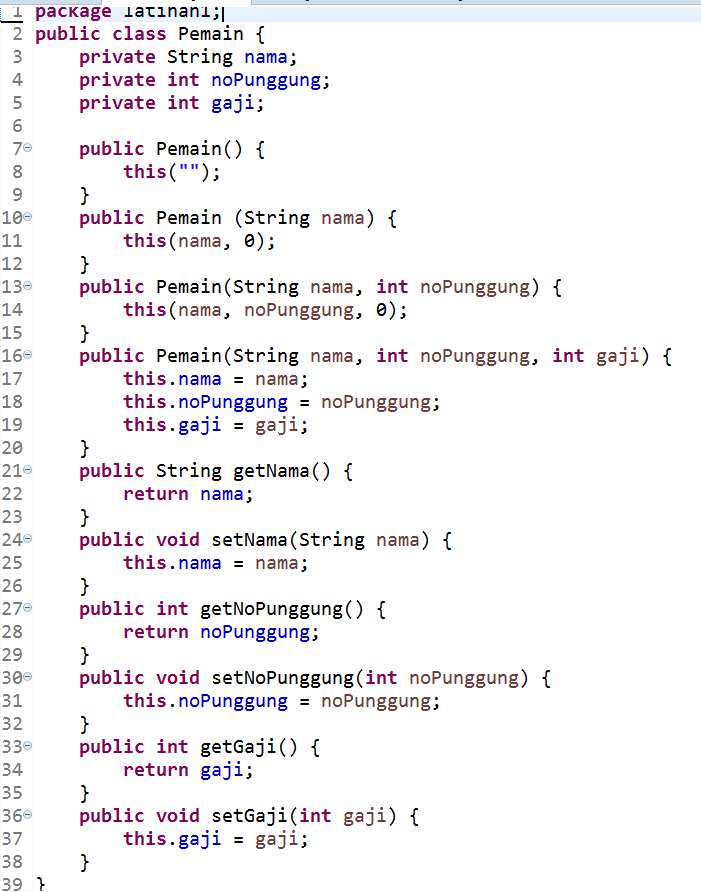 1 package latihan1;
2 public class Pemain {
3     private String nama;
4     private int noPunggung;
5     private int gaji;
6
7     public Pemain() {
8         this("");
9     }
10     public Pemain (String nama) {
11         this(nama, 0);
12     }
13     public Pemain(String nama, int noPunggung) {
14         this(nama, noPunggung, 0);
15     }
16     public Pemain(String nama, int noPunggung, int gaji) {
17         this.nama = nama;
18         this.noPunggung = noPunggung;
19         this.gaji = gaji;
20     }
21     public String getNama() {
22         return nama;
23     }
24     public void setNama(String nama) {
25         this.nama = nama;
26     }
27     public int getNoPunggung() {
28         return noPunggung;
29     }
30     public void setNoPunggung(int noPunggung) {
31         this.noPunggung = noPunggung;
32     }
33     public int getGaji() {
34         return gaji;
35     }
36     public void setGaji(int gaji) {
37         this.gaji = gaji;
38     }
39 }